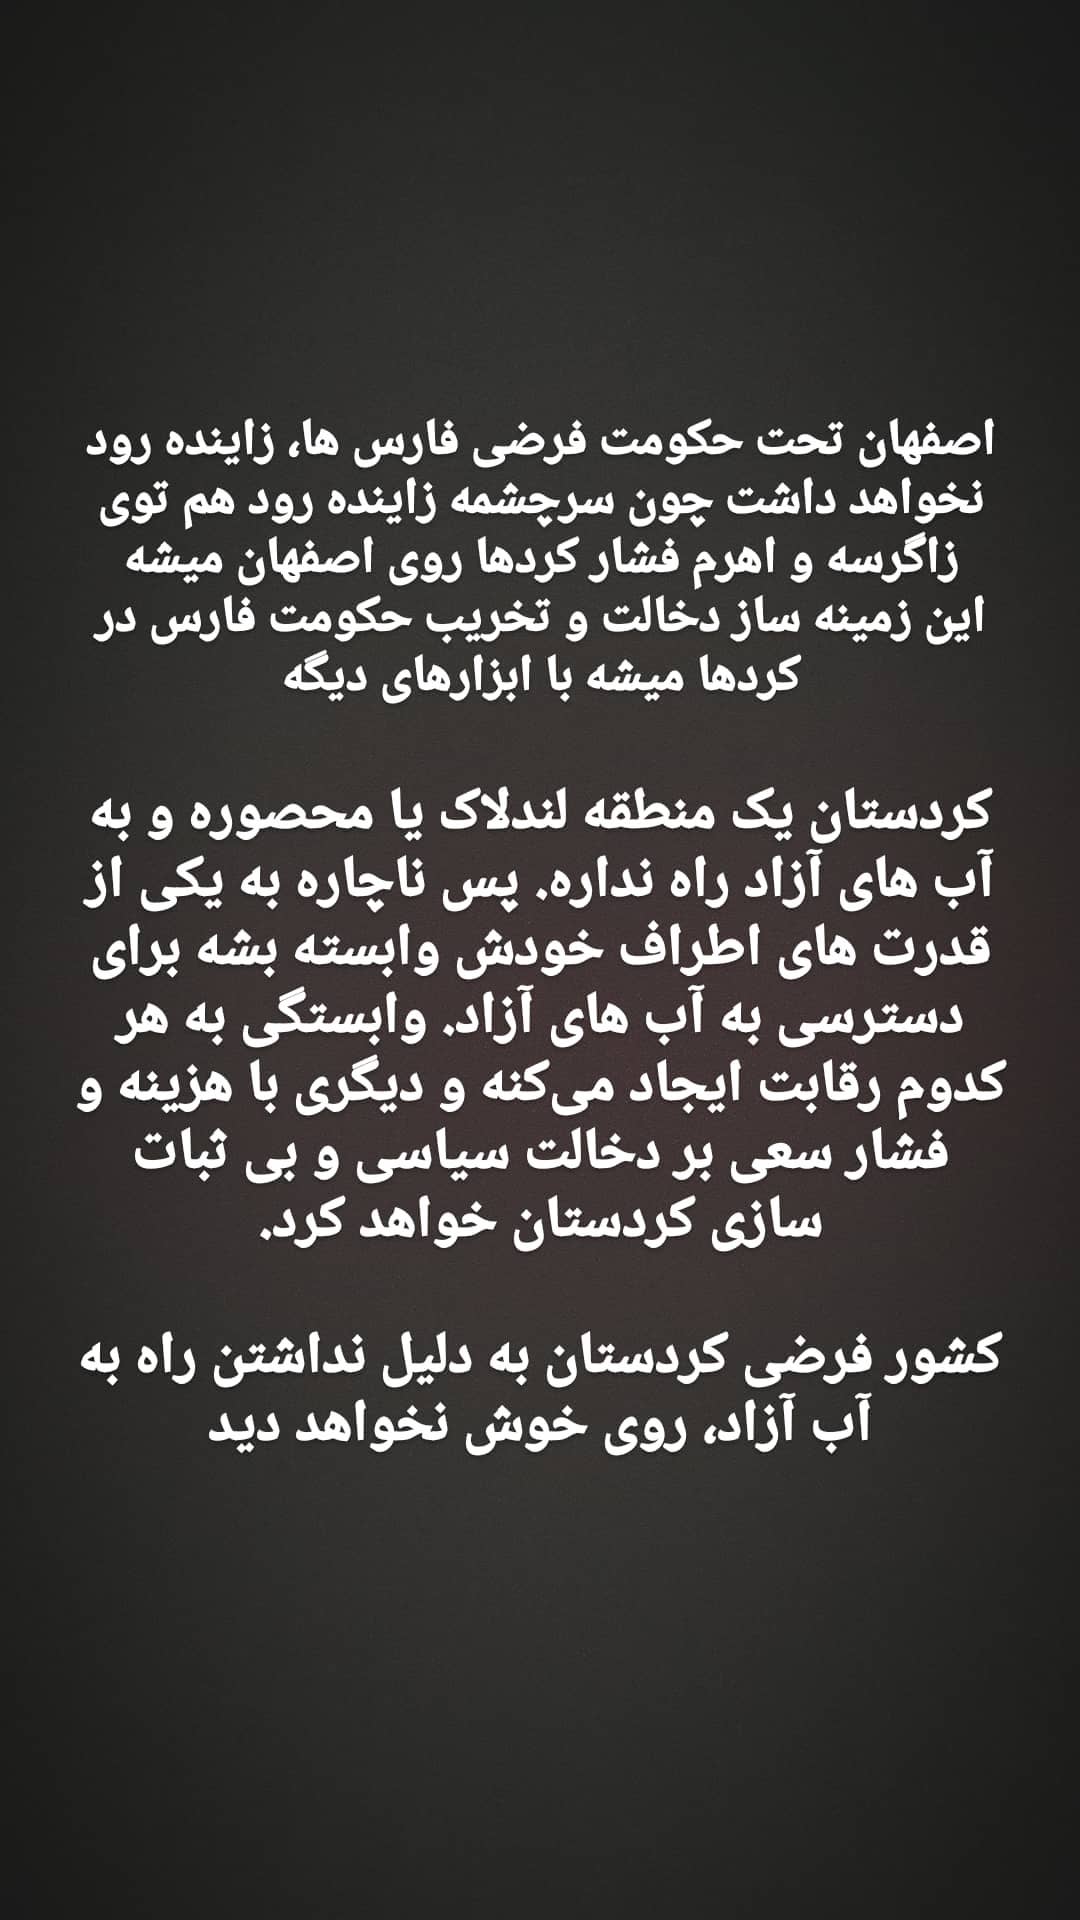 اصفهان تحت حکومت فرضی فارس ها، زاینده رود
نخواهد داشت چون سرچشمه زاینده رود هم توی
زاگرسه و اهرم فشار کردها روی اصفهان میشه
این زمینه ساز دخالت و تخریب حکومت فارس در
کردها میشه با ابزارهای دیگه
کردستان یک منطقه لندلاک یا محصوره و به
آب های آزاد راه نداره. پس ناچاره به یکی از
قدرت های اطراف خودش وابسته بشه برای
دسترسی به آب های آزاد. وابستگی به هر
کدوم رقابت ایجاد می‌کنه و دیگری با هزینه و
فشار سعی بر دخالت سیاسی و بی ثبات
سازی کردستان خواهد کرد.
کشور فرضی کردستان به دلیل نداشتن راه به
آب آزاد، روی خوش نخواهد دید